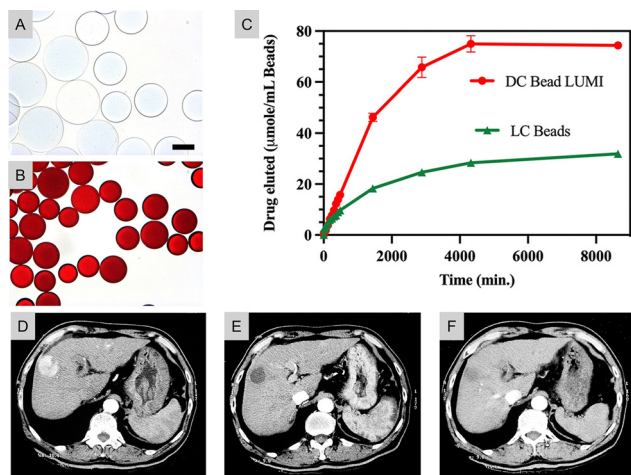 A
B
C
80
60
40
20
0
Drug eluted (µmole/mL Beads)
DC Bead LUMI
LC Beads
0
2000
4000
6000
8000
Time (min.)
D
E
F